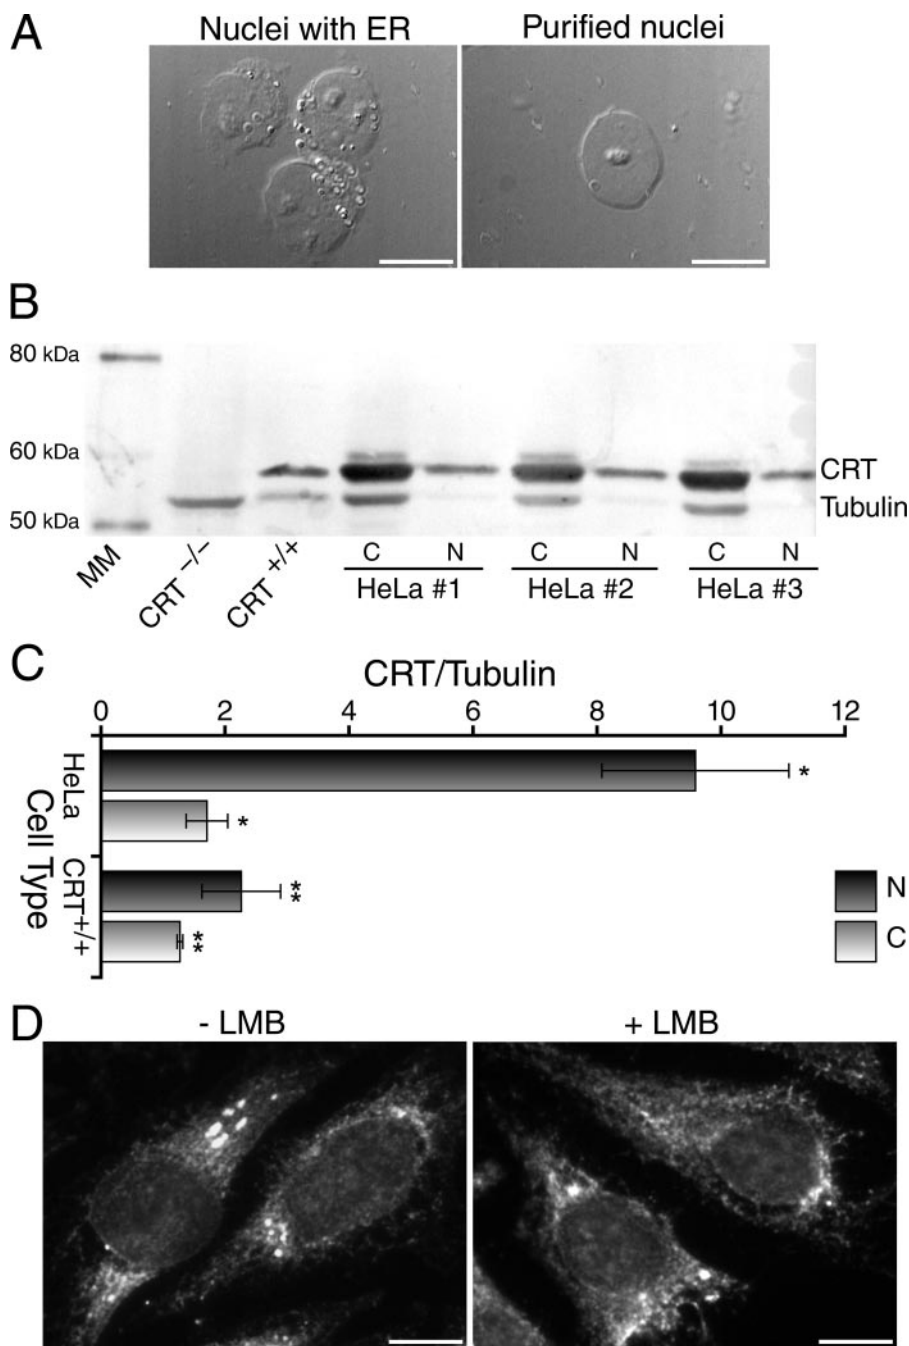 A
Nuclei with ER
Purified nuclei
B
80 kDa
60 kDa
50 kDa
CRT
Tubulin
MM
CRT −/−
CRT +/+
C
N
C
N
C
N
HeLa #1
HeLa #2
HeLa #3
C
CRT/Tubulin
0
2
4
6
8
10
12
Cell Type
HeLa
CRT+/+
*
*
**
**
N
C
D
- LMB
+ LMB